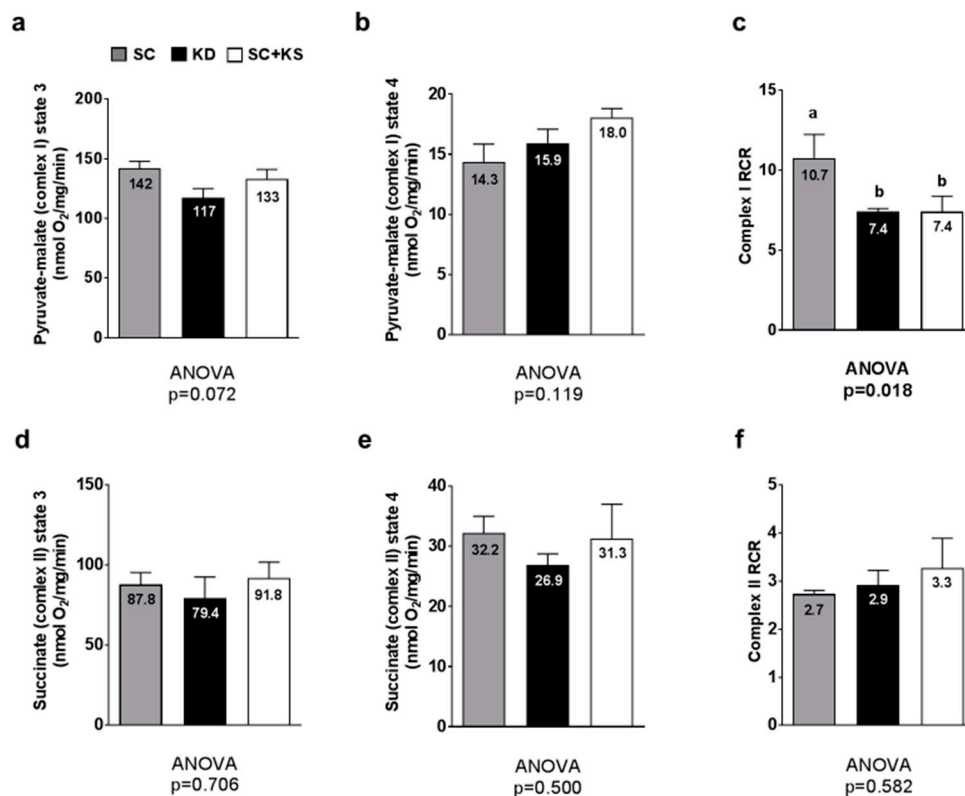 a
SC KD SC+KS
Pyruvate-malate (comlex I) state 3
(nmol O₂/mg/min)
200
150
100
50
0
142
117
133
ANOVA
p=0.072
b
Pyruvate-malate (comlex I) state 4
(nmol O₂/mg/min)
20
15
10
5
0
14.3
15.9
18.0
ANOVA
p=0.119
c
Complex I RCR
15
10
5
0
a
b
b
10.7
7.4
7.4
ANOVA
p=0.018
d
Succinate (comlex II) state 3
(nmol O₂/mg/min)
150
100
50
0
87.8
79.4
91.8
ANOVA
p=0.706
e
Succinate (comlex II) state 4
(nmol O₂/mg/min)
40
30
20
10
0
32.2
26.9
31.3
ANOVA
p=0.500
f
Complex II RCR
5
4
3
2
1
0
2.7
2.9
3.3
ANOVA
p=0.582